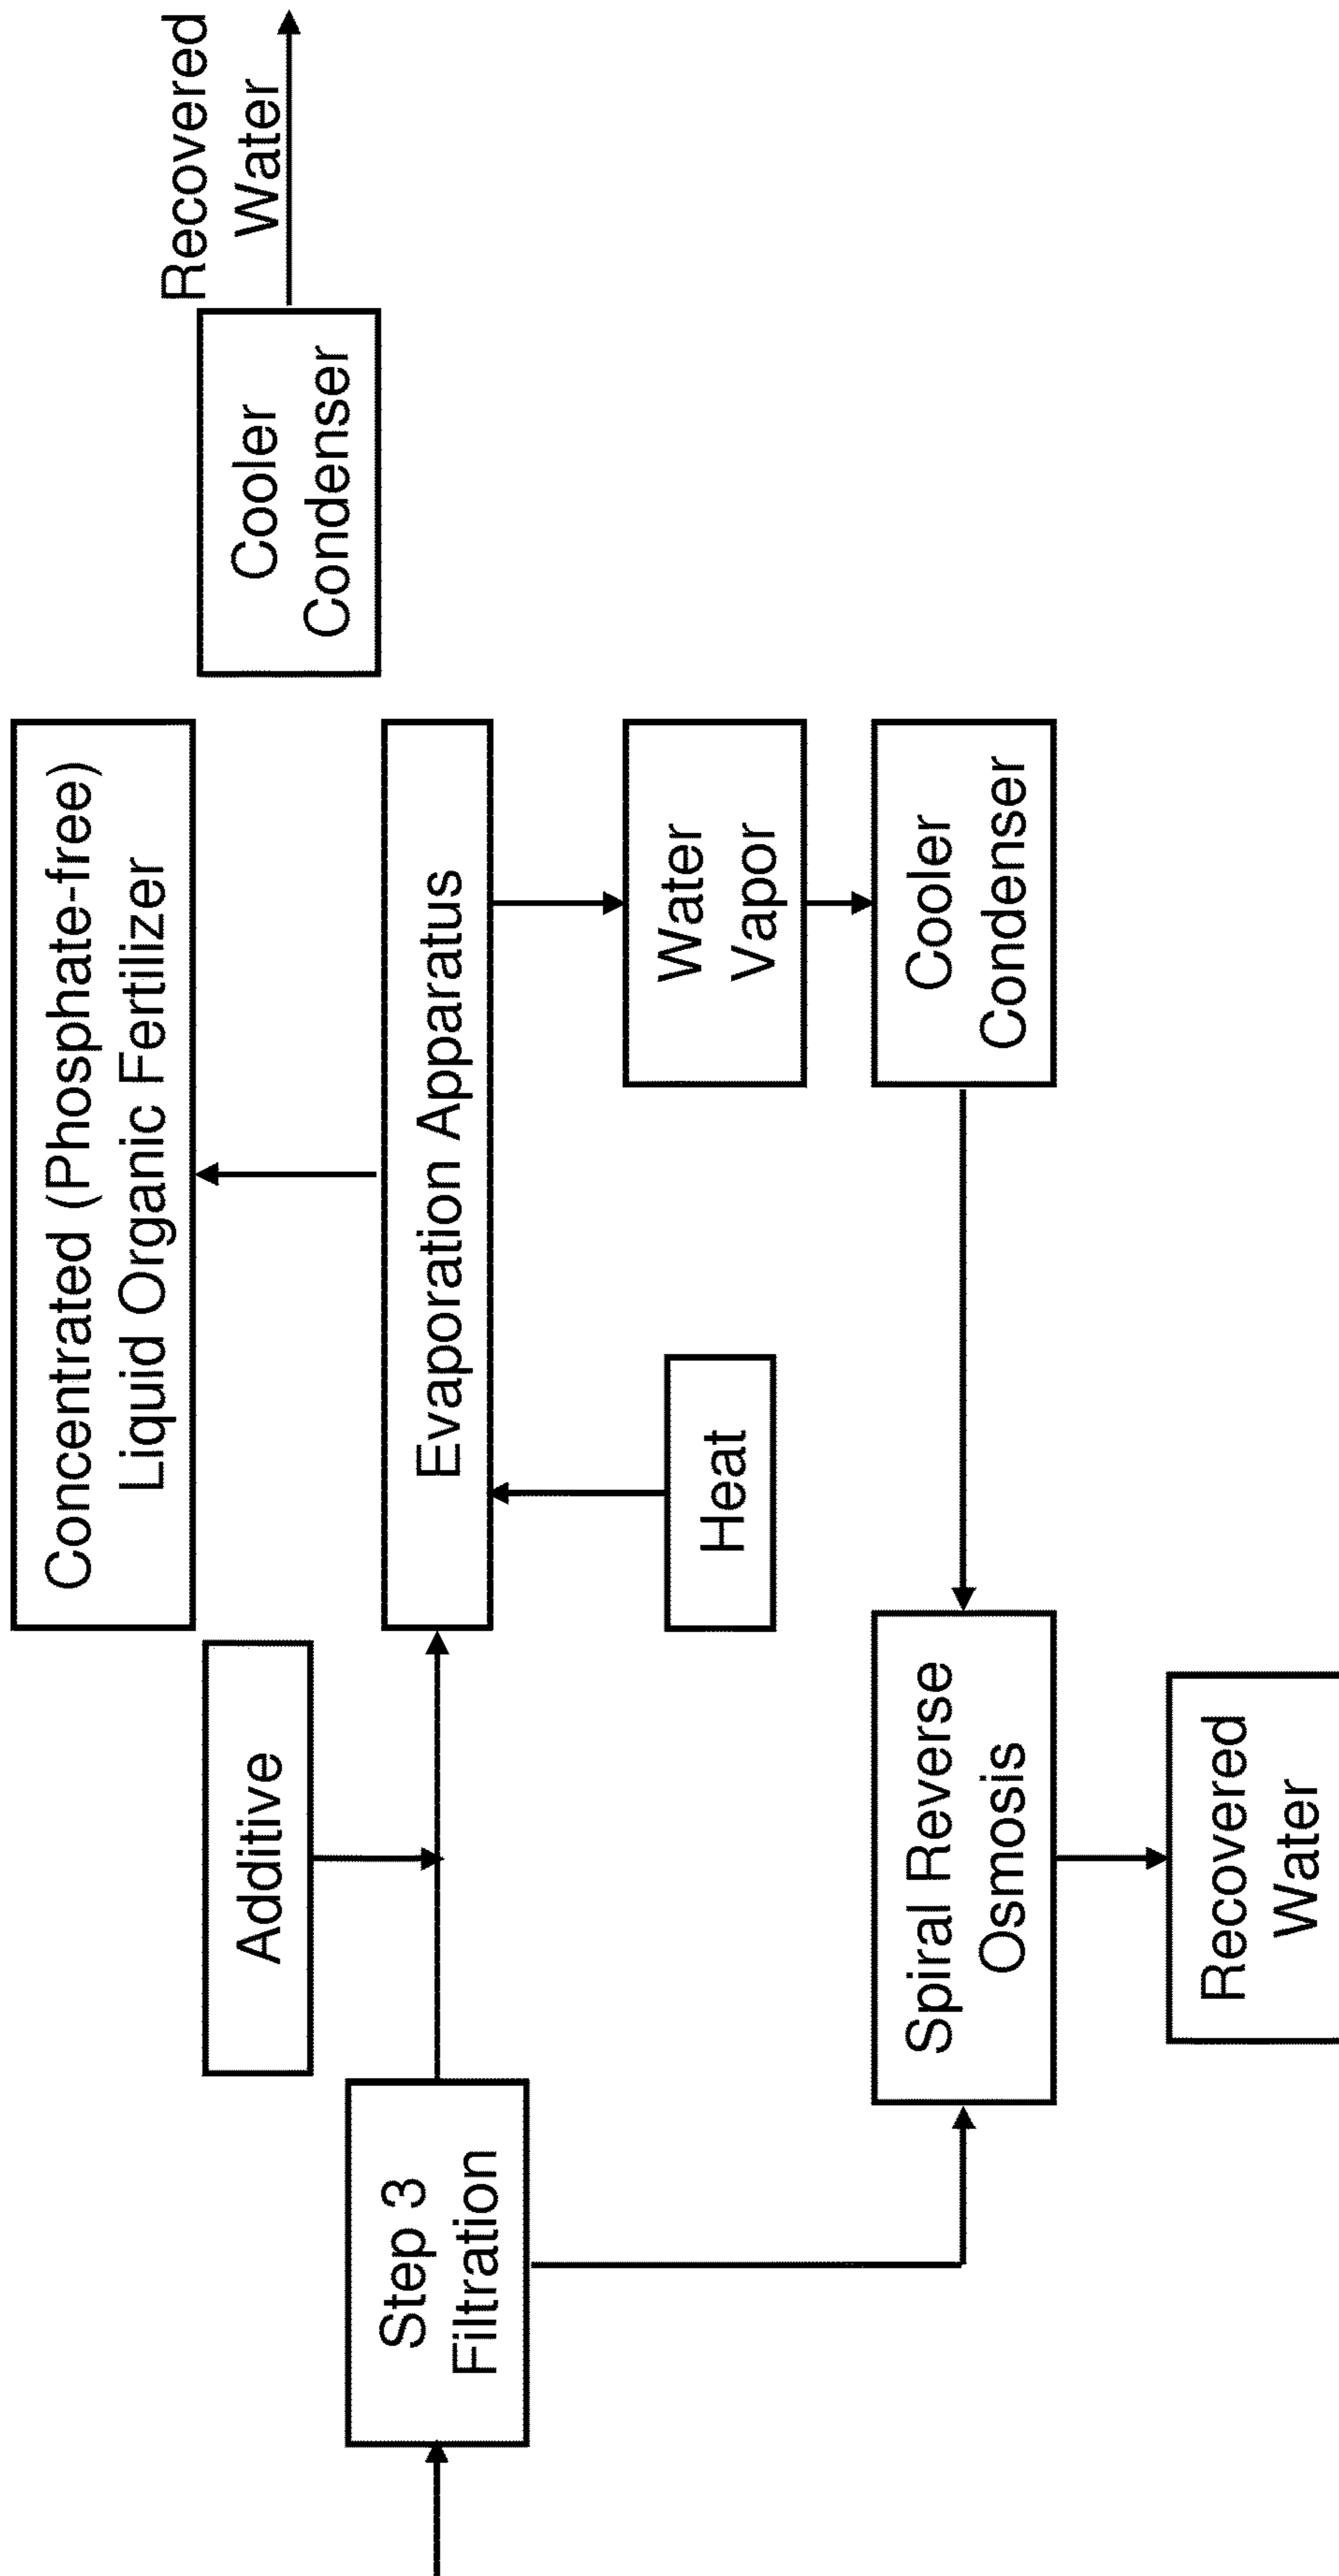 Concentrated (Phosphate-free)
Liquid Organic Fertilizer
Recovered
Water
Cooler
Condenser
Additive
Step 3
Filtration
Evaporation Apparatus
Heat
Water
Vapor
Spiral Reverse
Osmosis
Cooler
Condenser
Recovered
Water